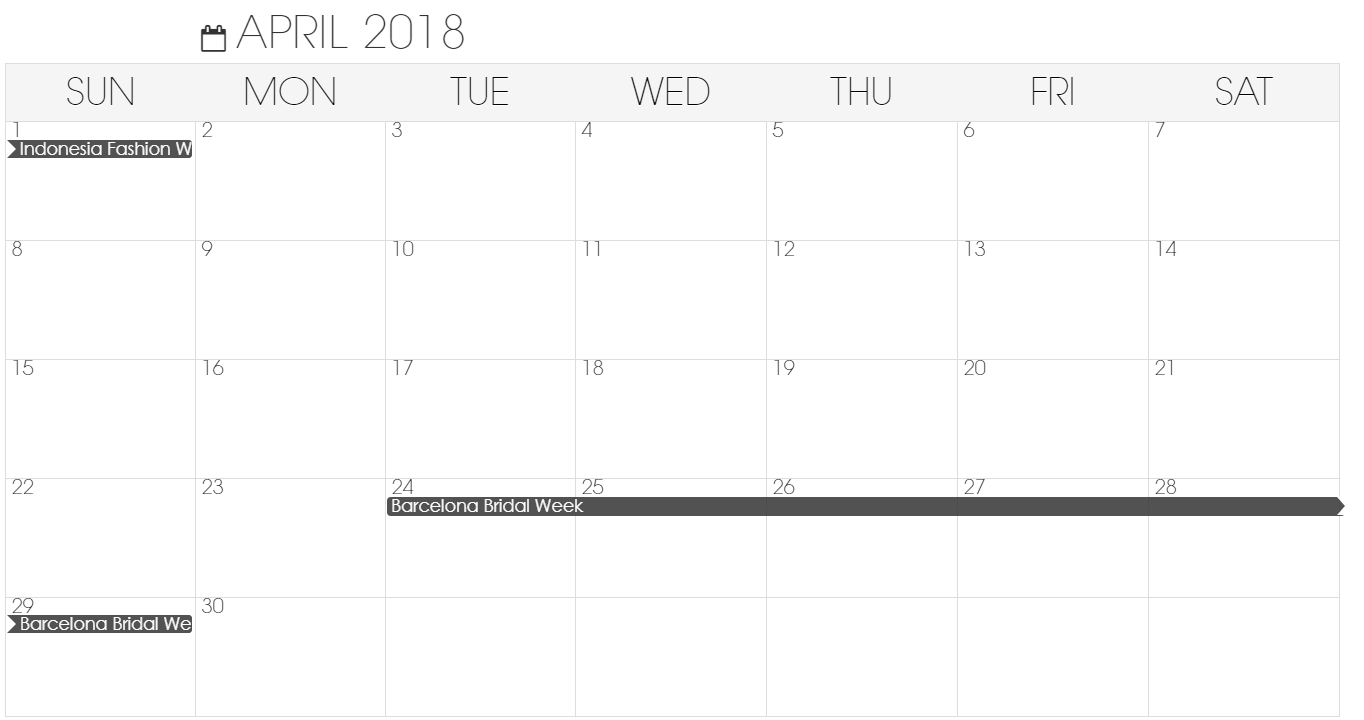 APRIL 2018
SUN MON TUE WED THU FRI SAT
1 2 3 4 5 6 7
Indonesia Fashion W
8 9 10 11 12 13 14
15 16 17 18 19 20 21
22 23 24 25 26 27 28
Barcelona Bridal Week
29 30
Barcelona Bridal We